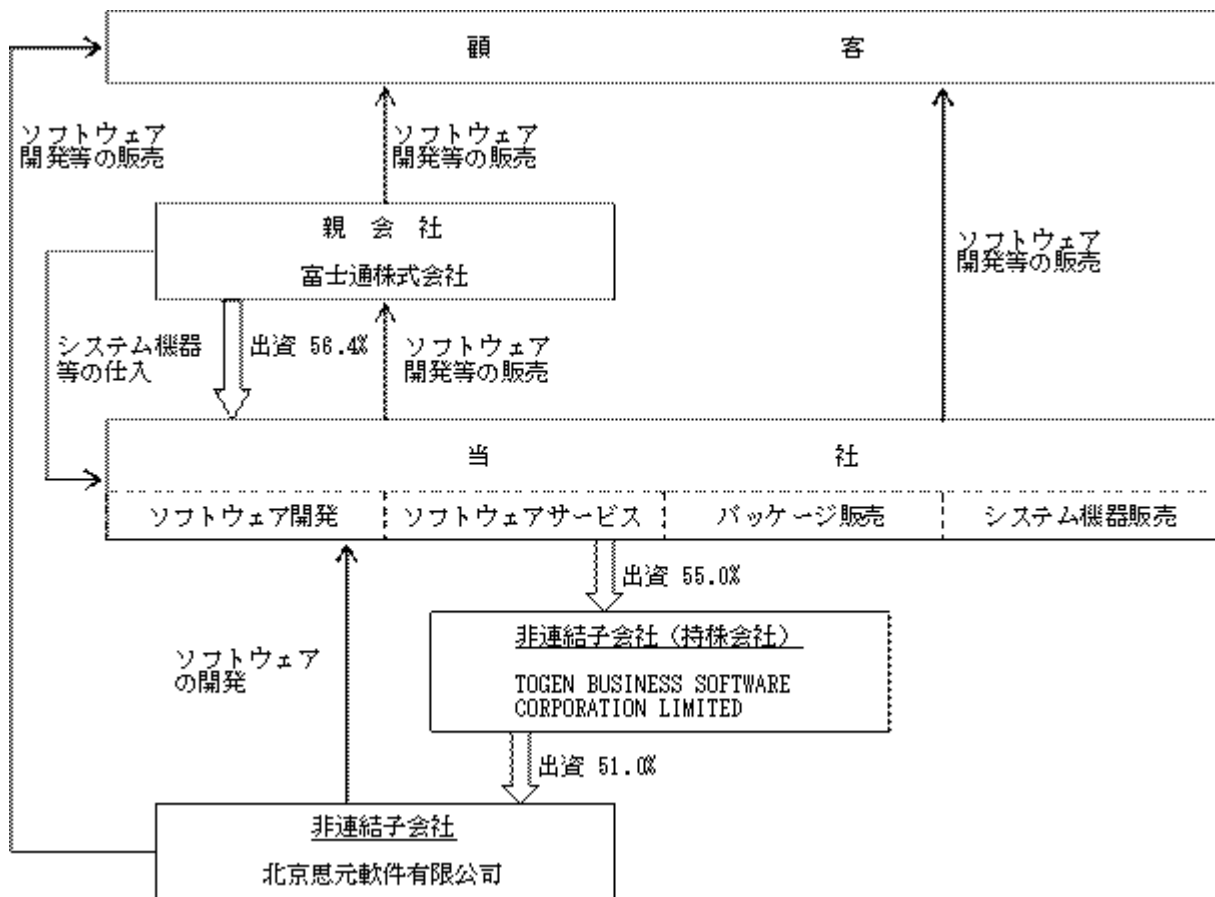 顧　　　　　　　客
ソフトウェア
開発等の販売
ソフトウェア
開発等の販売
親　会　社
富士通株式会社
ソフトウェア
開発等の販売
システム機器
等の仕入
出資 56.4%
ソフトウェア
開発等の販売
当　　　　　　　社
ソフトウェア開発
ソフトウェアサービス
パッケージ販売
システム機器販売
出資 55.0%
非連結子会社（持株会社）
TOGEN BUSINESS SOFTWARE
CORPORATION LIMITED
ソフトウェア
の開発
出資 51.0%
非連結子会社
北京思元軟件有限公司